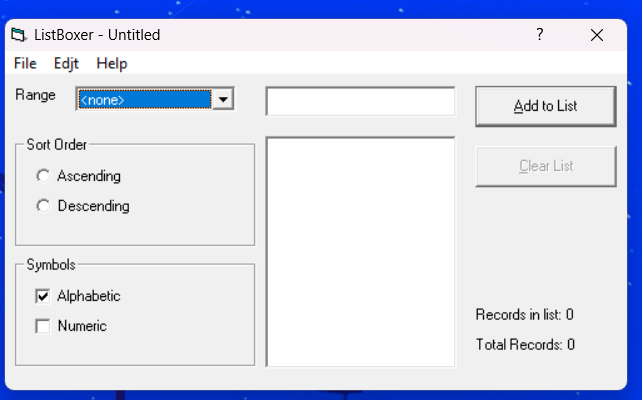 ListBoxer - Untitled
File Edjt Help
Range <none> Add to List
Sort Order
Clear List
Ascending
Descending
Symbols
Alphabetic
Numeric
Records in list: 0
Total Records: 0